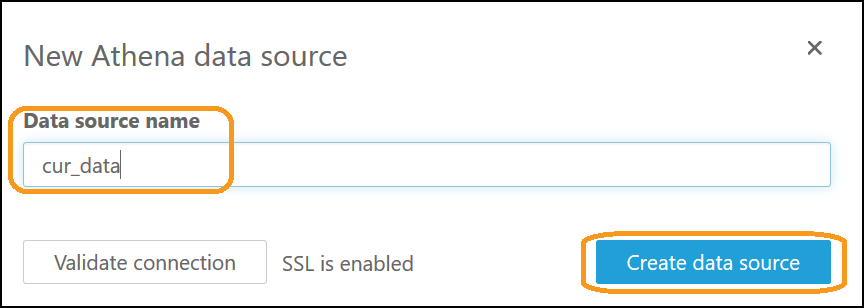 New Athena data source
Data source name
cur_data
Validate connection SSL is enabled Create data source